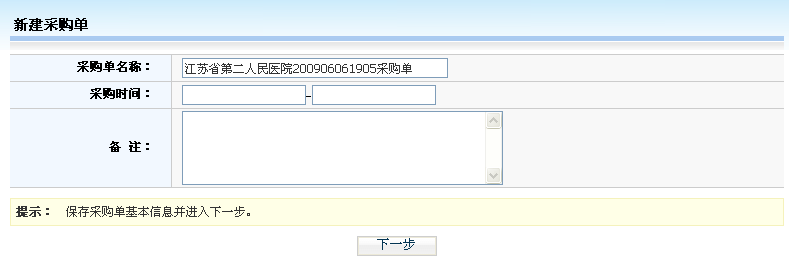 新建采购单
采购单名称： 江苏省第二人民医院200906061905采购单
采购时间： -
备 注：
提示： 保存采购单基本信息并进入下一步。
下一步